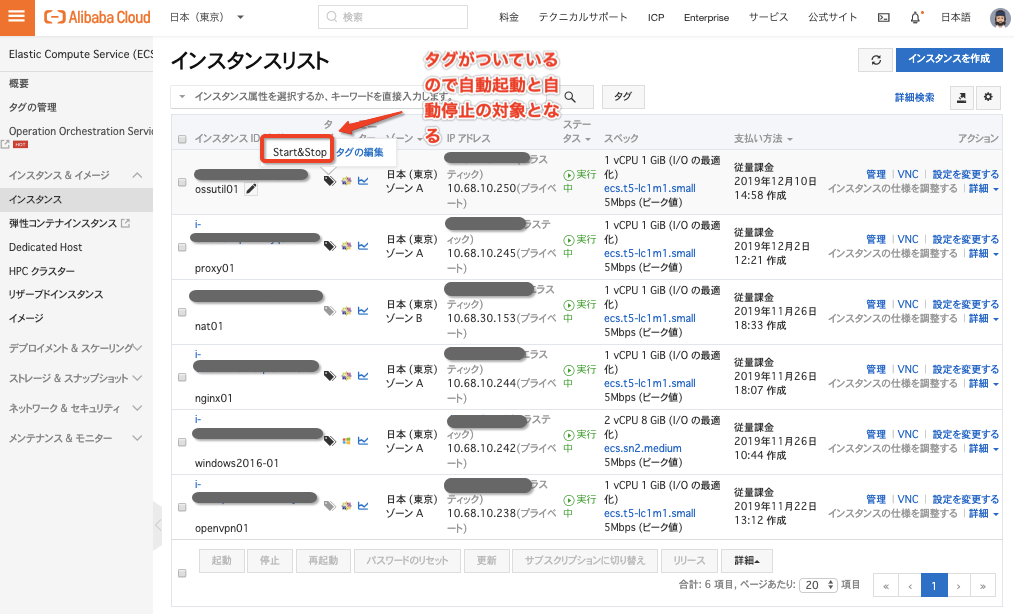 Alibaba Cloud
日本（東京）
検索
料金
テクニカルサポート
ICP
Enterprise
サービス
公式サイト
日本語
Elastic Compute Service (ECS
概要
タグの管理
Operation Orchestration Servic
HOT
インスタンス & イメージ
インスタンス
弾性コンテナインスタンス
Dedicated Host
HPC クラスター
リザーブドインスタンス
イメージ
デプロイメント & スケーリング
ストレージ & スナップショット
ネットワーク & セキュリティ
メンテナンス & モニター
インスタンスリスト
インスタンスを作成
インスタンス属性を選択するか、キーワードを直接入力します。
タグ
詳細検索
タグがついている
ので自動起動と自
動停止の対象とな
る
インスタンス ID
ゾーン
IP アドレス
ステー
タス
スペック
支払い方法
アクション
Start&Stop
タグの編集
ossutil01
日本 (東京)
ゾーン A
ラス
ティック)
10.68.10.250(プライベ
ート)
実行
中
1 vCPU 1 GiB (I/O の最適
化)
ecs.t5-lc1m1.small
5Mbps (ピーク値)
従量課金
2019年12月10日
14:58 作成
管理 VNC 設定を変更する
インスタンスの仕様を調整する 詳細
i-
proxy01
日本 (東京)
ゾーン A
ラステ
ィック)
10.68.10.245(プライベ
ート)
実行
中
1 vCPU 1 GiB (I/O の最適
化)
ecs.t5-lc1m1.small
5Mbps (ピーク値)
従量課金
2019年12月2日
12:21 作成
管理 VNC 設定を変更する
インスタンスの仕様を調整する 詳細
nat01
日本 (東京)
ゾーン B
ラス
ティック)
10.68.30.153(プライベ
ート)
実行
中
1 vCPU 1 GiB (I/O の最適
化)
ecs.t5-lc1m1.small
5Mbps (ピーク値)
従量課金
2019年11月26日
18:33 作成
管理 VNC 設定を変更する
インスタンスの仕様を調整する 詳細
i-
nginx01
日本 (東京)
ゾーン A
エラス
ティック)
10.68.10.244(プライベ
ート)
実行
中
1 vCPU 1 GiB (I/O の最適
化)
ecs.t5-lc1m1.small
5Mbps (ピーク値)
従量課金
2019年11月26日
18:07 作成
管理 VNC 設定を変更する
インスタンスの仕様を調整する 詳細
i-
windows2016-01
日本 (東京)
ゾーン A
ラステ
ィック)
10.68.10.242(プライベ
ート)
実行
中
2 vCPU 8 GiB (I/O の最適
化)
ecs.sn2.medium
5Mbps (ピーク値)
従量課金
2019年11月26日
10:44 作成
管理 VNC 設定を変更する
インスタンスの仕様を調整する 詳細
i-
openvpn01
日本 (東京)
ゾーン A
ラス
ティック)
10.68.10.238(プライベ
ート)
実行
中
1 vCPU 1 GiB (I/O の最適
化)
ecs.t5-lc1m1.small
5Mbps (ピーク値)
従量課金
2019年11月22日
13:12 作成
管理 VNC 設定を変更する
インスタンスの仕様を調整する 詳細
起動
停止
再起動
パスワードのリセット
更新
サブスクリプションに切り替え
リリース
詳細
合計: 6 項目, ページあたり: 20 項目
« ‹ 1 › »